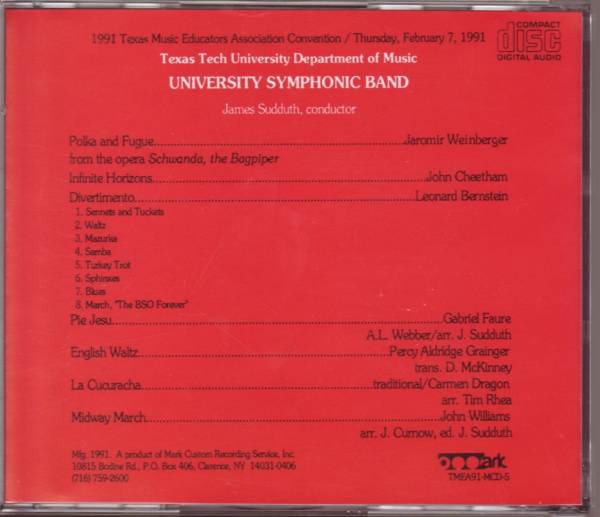 1991 Texas Music Educators Association Convention / Thursday, February 7, 1991
COMPACT
disc
DIGITAL AUDIO
Texas Tech University Department of Music
UNIVERSITY SYMPHONIC BAND
James Sudduth, conductor
Polka and Fugue Jaromir Weinberger
from the opera Schwanda, the Bagpiper
Infinite Horizons John Cheetham
Divertimento Leonard Bernstein
1. Sennets and Tuckets
2. Waltz
3. Mazurka
4. Samba
5. Turkey Trot
6. Sphinxes
7. Blues
8. March, "The BSO Forever"
Pie Jesu Gabriel Faure
A.L. Webber/arr. J. Sudduth
English Waltz Percy Aldridge Grainger
trans. D. McKinney
La Cucuracha traditional/Carmen Dragon
arr. Tim Rhea
Midway March John Williams
arr. J. Curnow, ed. J. Sudduth
Mfg. 1991. A product of Mark Custom Recording Service, Inc.
10815 Bodine Rd., P.O. Box 406, Clarence, NY 14031-0406
(716) 759-2600
mark
TMEA91-MCD-5